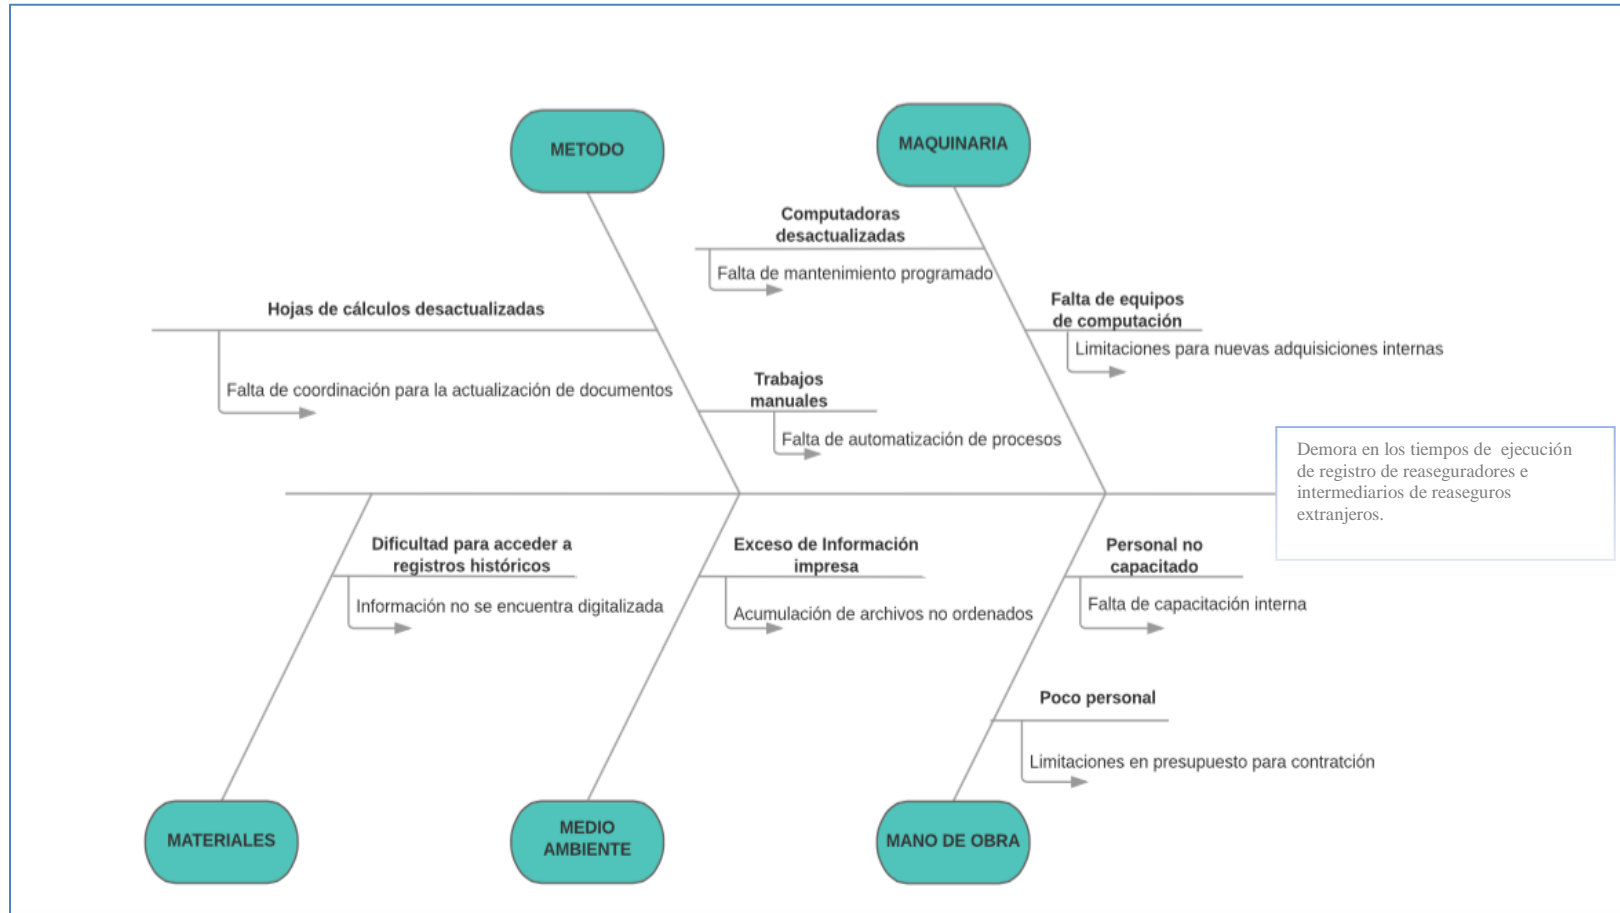 METODO
MAQUINARIA
Computadoras
desactualizadas
Falta de mantenimiento programado
Hojas de cálculos desactualizadas
Falta de equipos
de computación
Limitaciones para nuevas adquisiciones internas
Falta de coordinación para la actualización de documentos
Trabajos
manuales
Falta de automatización de procesos
Demora en los tiempos de  ejecución
de registro de reaseguradores e
intermediarios de reaseguros
extranjeros.
Dificultad para acceder a
registros históricos
Información no se encuentra digitalizada
Exceso de Información
impresa
Acumulación de archivos no ordenados
Personal no
capacitado
Falta de capacitación interna
Poco personal
Limitaciones en presupuesto para contratción
MATERIALES
MEDIO
AMBIENTE
MANO DE OBRA